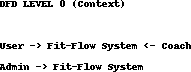 DFD LEVEL 0 (Context)
User -> Fit-Flow System <- Coach
Admin -> Fit-Flow System